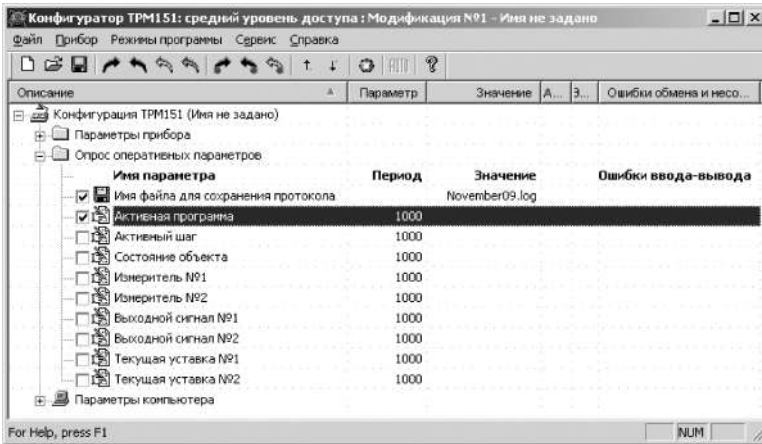 Конфигуратор ТРМ151: средний уровень доступа : Модификация №1 - Имя не задано
Файл Прибор Режимы программы Сервис Справка
Описание Параметр Значение А... Э... Ошибки обмена и несо...
Конфигурация ТРМ151 (Имя не задано)
Параметры прибора
Опрос оперативных параметров
Имя параметра Период Значение Ошибки ввода-вывода
Имя файла для сохранения протокола November09.log
Активная программа 1000
Активный шаг 1000
Состояние объекта 1000
Измеритель №1 1000
Измеритель №2 1000
Выходной сигнал №1 1000
Выходной сигнал №2 1000
Текущая уставка №1 1000
Текущая уставка №2 1000
Параметры компьютера
For Help, press F1 NUM